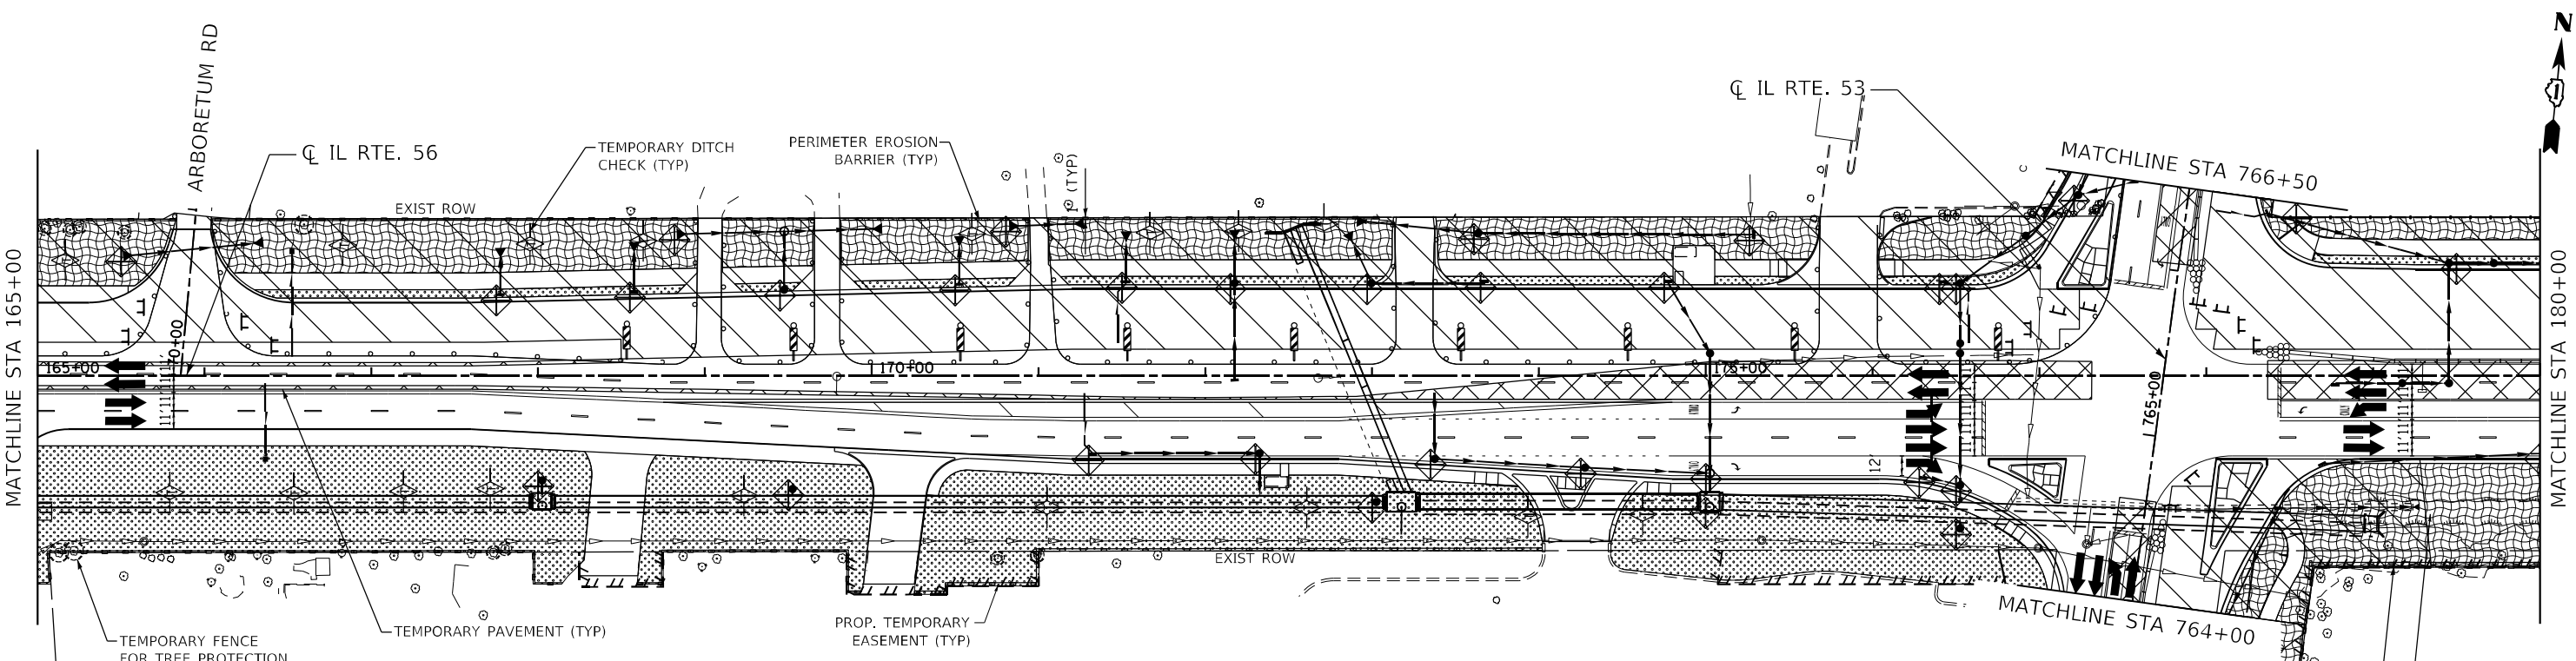 N
ARBORETUM RD
℄ IL RTE. 56
TEMPORARY DITCH
CHECK (TYP)
PERIMETER EROSION
BARRIER (TYP)
(TYP)
℄ IL RTE. 53
MATCHLINE STA 766+50
EXIST ROW
MATCHLINE STA 165+00
MATCHLINE STA 180+00
165+00
170+00
175+00
765+00
12'
EXIST ROW
TEMPORARY FENCE
FOR TREE PROTECTION
TEMPORARY PAVEMENT (TYP)
PROP. TEMPORARY
EASEMENT (TYP)
MATCHLINE STA 764+00